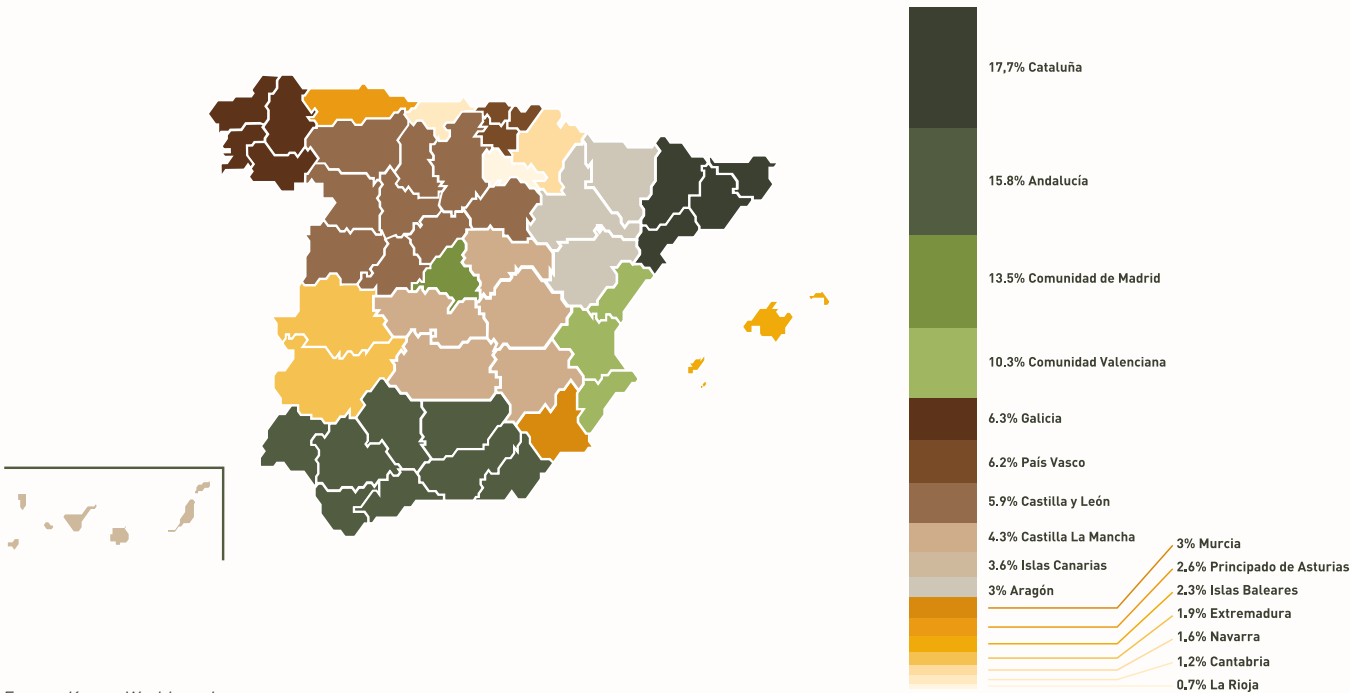 17,7% Cataluña
15.8% Andalucía
13.5% Comunidad de Madrid
10.3% Comunidad Valenciana
6.3% Galicia
6.2% País Vasco
5.9% Castilla y León
4.3% Castilla La Mancha
3.6% Islas Canarias
3% Aragón
3% Murcia
2.6% Principado de Asturias
2.3% Islas Baleares
1.9% Extremadura
1.6% Navarra
1.2% Cantabria
0.7% La Rioja